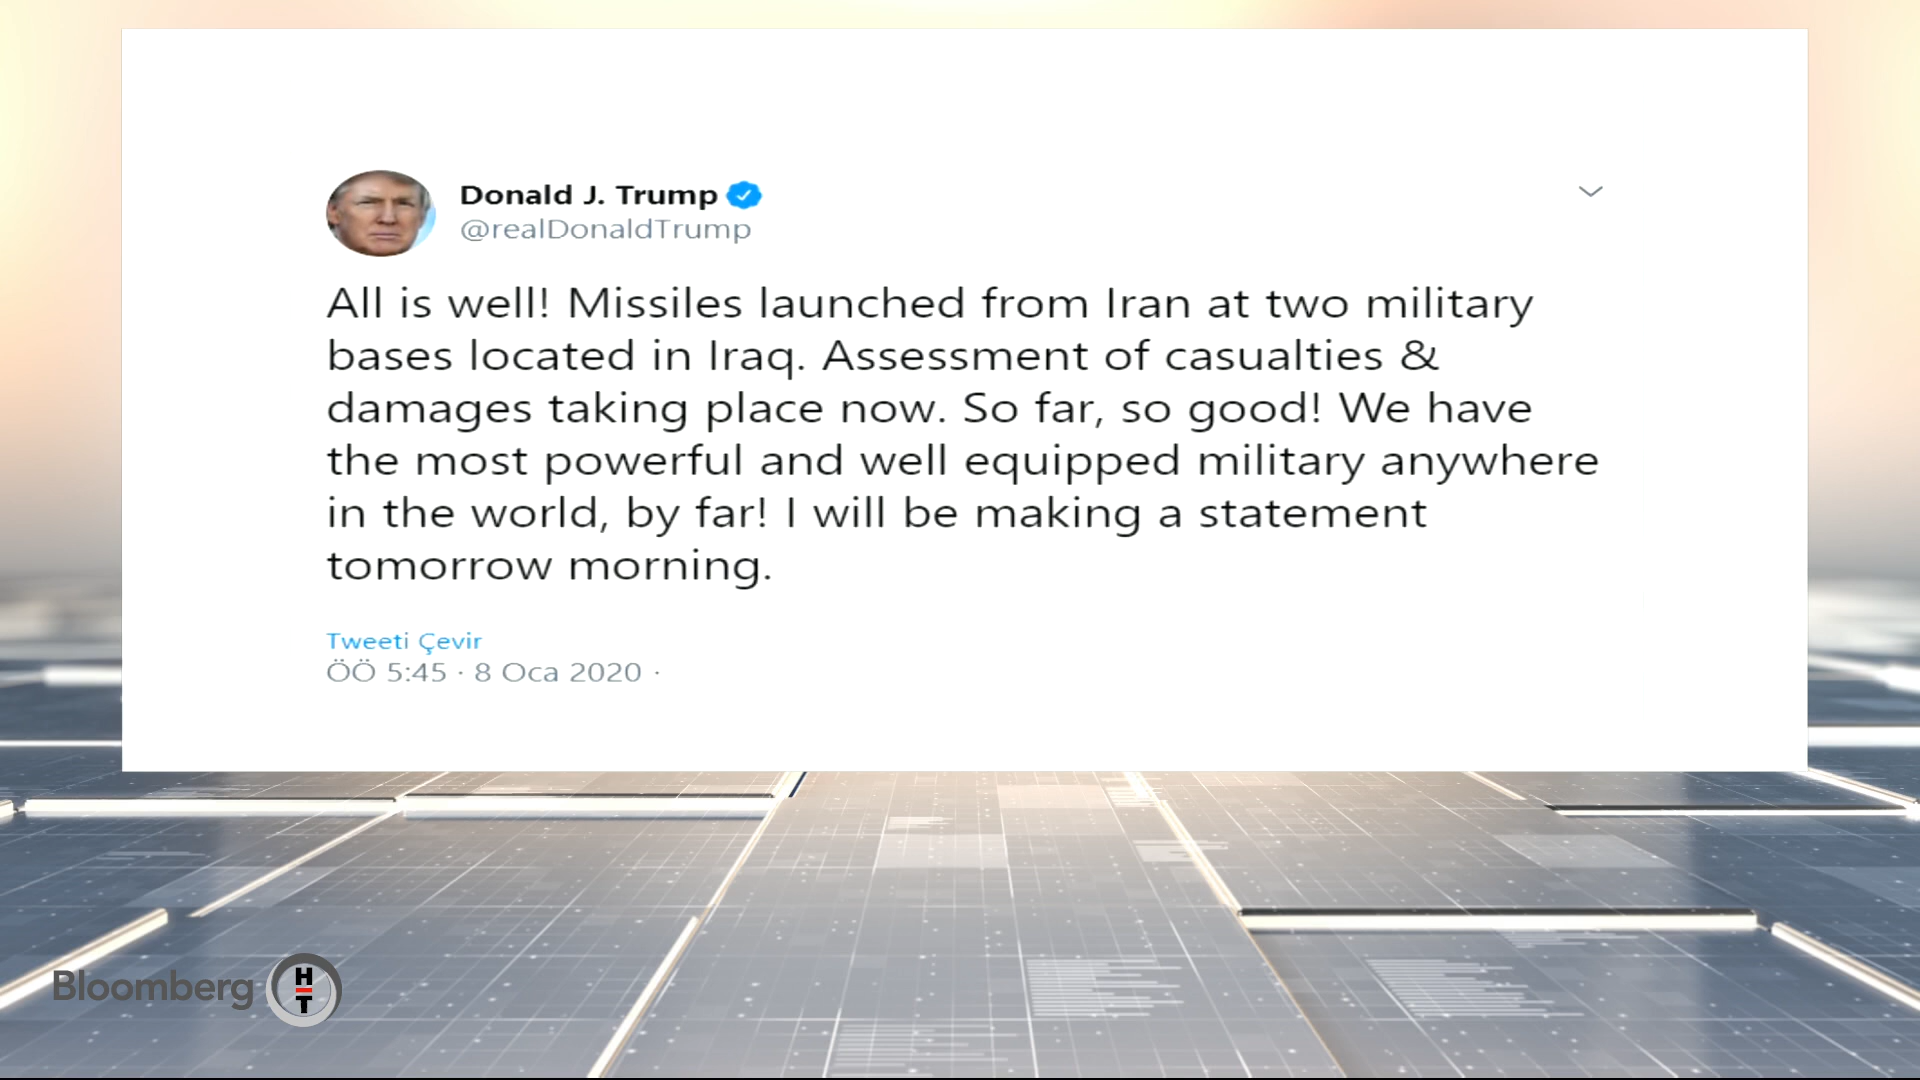 Donald J. Trump
@realDonaldTrump
All is well! Missiles launched from Iran at two military
bases located in Iraq. Assessment of casualties &
damages taking place now. So far, so good! We have
the most powerful and well equipped military anywhere
in the world, by far! I will be making a statement
tomorrow morning.
Tweeti Çevir
ÖÖ 5:45 · 8 Oca 2020 ·
Bloomberg HT